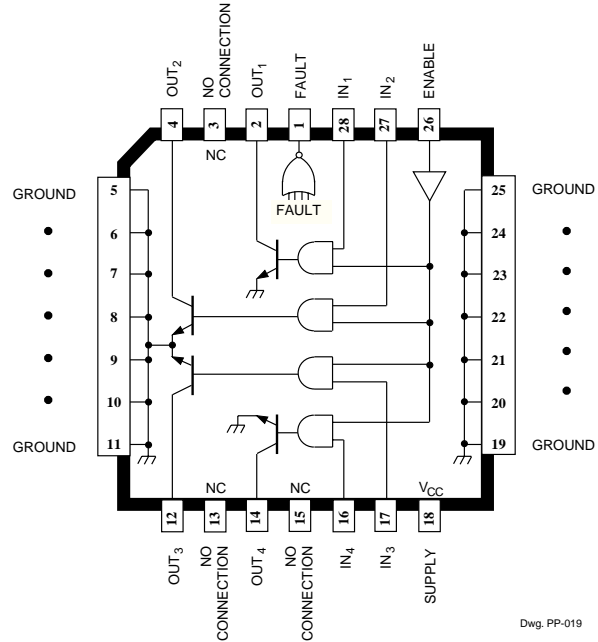 OUT2
NO CONNECTION
OUT1
FAULT
IN1
IN2
ENABLE
4
3
2
1
28
27
26
NC
FAULT
GROUND
5
6
7
8
9
10
GROUND
11
25
GROUND
24
23
22
21
20
19
GROUND
NC
NC
VCC
12
13
14
15
16
17
18
OUT3
NO CONNECTION
OUT4
NO CONNECTION
IN4
IN3
SUPPLY
Dwg. PP-019